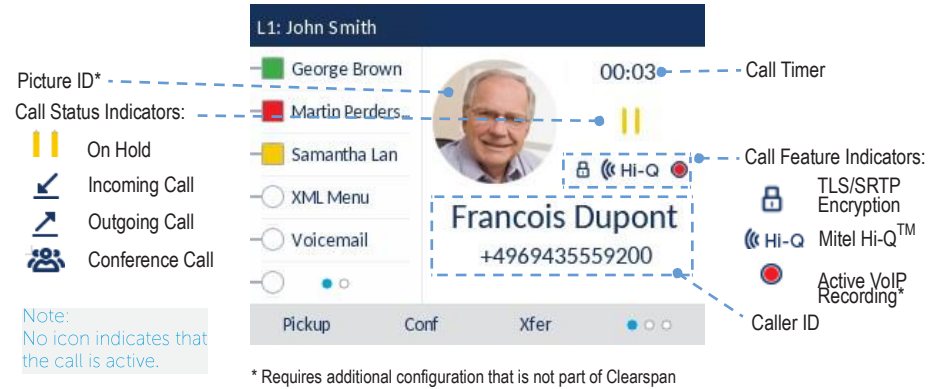 L1: John Smith
George Brown
Martin Perders...
Samantha Lan
XML Menu
Voicemail
00:03
Hi-Q
Francois Dupont
+4969435559200
Pickup Conf Xfer
Picture ID*
Call Status Indicators:
On Hold
Incoming Call
Outgoing Call
Conference Call
Note:
No icon indicates that
the call is active.
Call Timer
Call Feature Indicators:
TLS/SRTP
Encryption
Hi-Q Mitel Hi-Q™
Active VoIP
Recording*
Caller ID
* Requires additional configuration that is not part of Clearspan